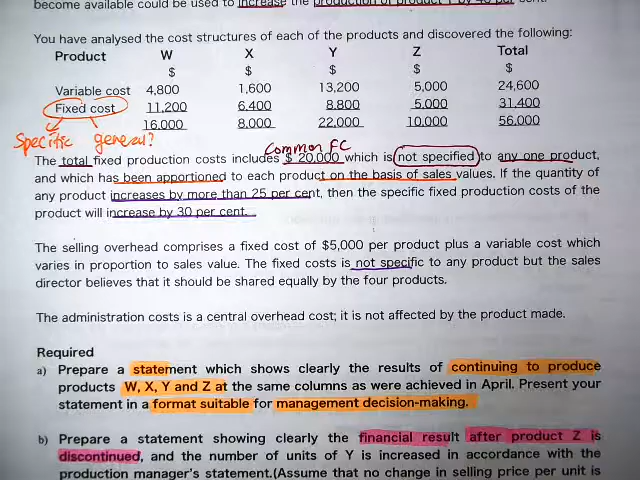 become available could be used to increase the production of product Y by 40 per cent.
You have analysed the cost structures of each of the products and discovered the following:
Product W X Y Z Total
$ $ $ $ $
Variable cost 4,800 1,600 13,200 5,000 24,600
Fixed cost 11,200 6,400 8,800 5,000 31,400
16,000 8,000 22,000 10,000 56,000
Specific general?
Common FC
The total fixed production costs includes $ 20,000 which is not specified to any one product,
and which has been apportioned to each product on the basis of sales values. If the quantity of
any product increases by more than 25 per cent, then the specific fixed production costs of the
product will increase by 30 per cent.
The selling overhead comprises a fixed cost of $5,000 per product plus a variable cost which
varies in proportion to sales value. The fixed costs is not specific to any product but the sales
director believes that it should be shared equally by the four products.
The administration costs is a central overhead cost; it is not affected by the product made.
Required
a) Prepare a statement which shows clearly the results of continuing to produce
products W, X, Y and Z at the same columns as were achieved in April. Present your
statement in a format suitable for management decision-making.
b) Prepare a statement showing clearly the financial result after product Z is
discontinued, and the number of units of Y is increased in accordance with the
production manager's statement.(Assume that no change in selling price per unit is